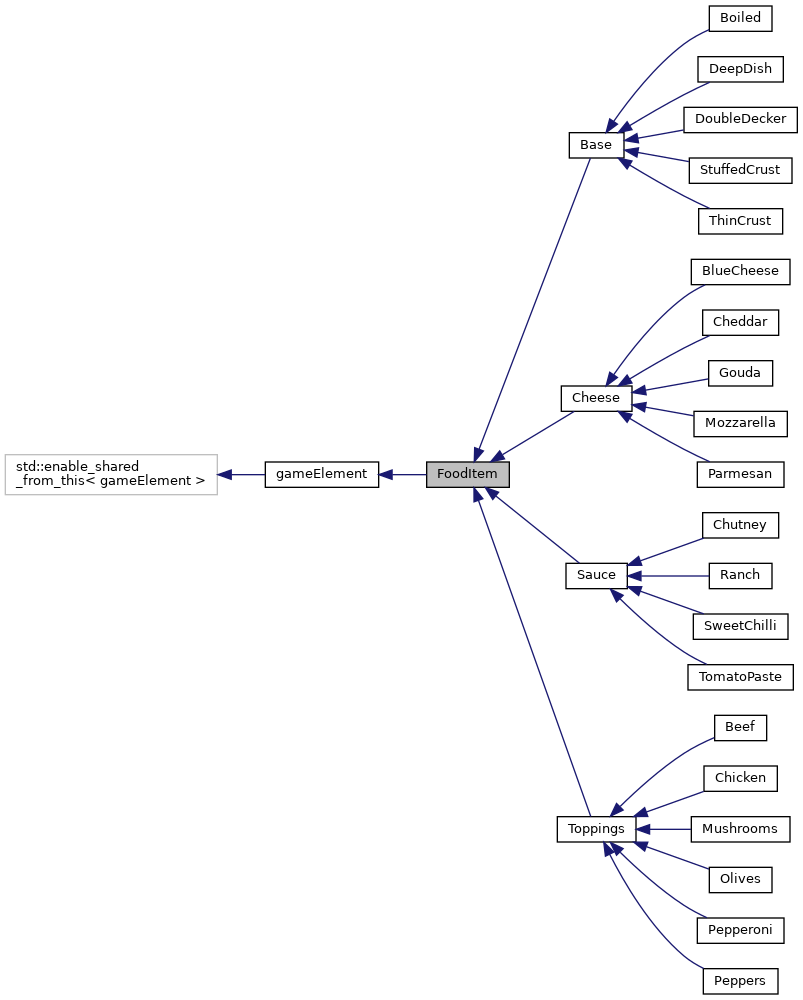 Boiled
DeepDish
DoubleDecker
Base
StuffedCrust
ThinCrust
BlueCheese
Cheddar
Gouda
Cheese
Mozzarella
Parmesan
std::enable_shared
_from_this< gameElement >
gameElement
FoodItem
Chutney
Sauce
Ranch
SweetChilli
TomatoPaste
Beef
Chicken
Toppings
Mushrooms
Olives
Pepperoni
Peppers